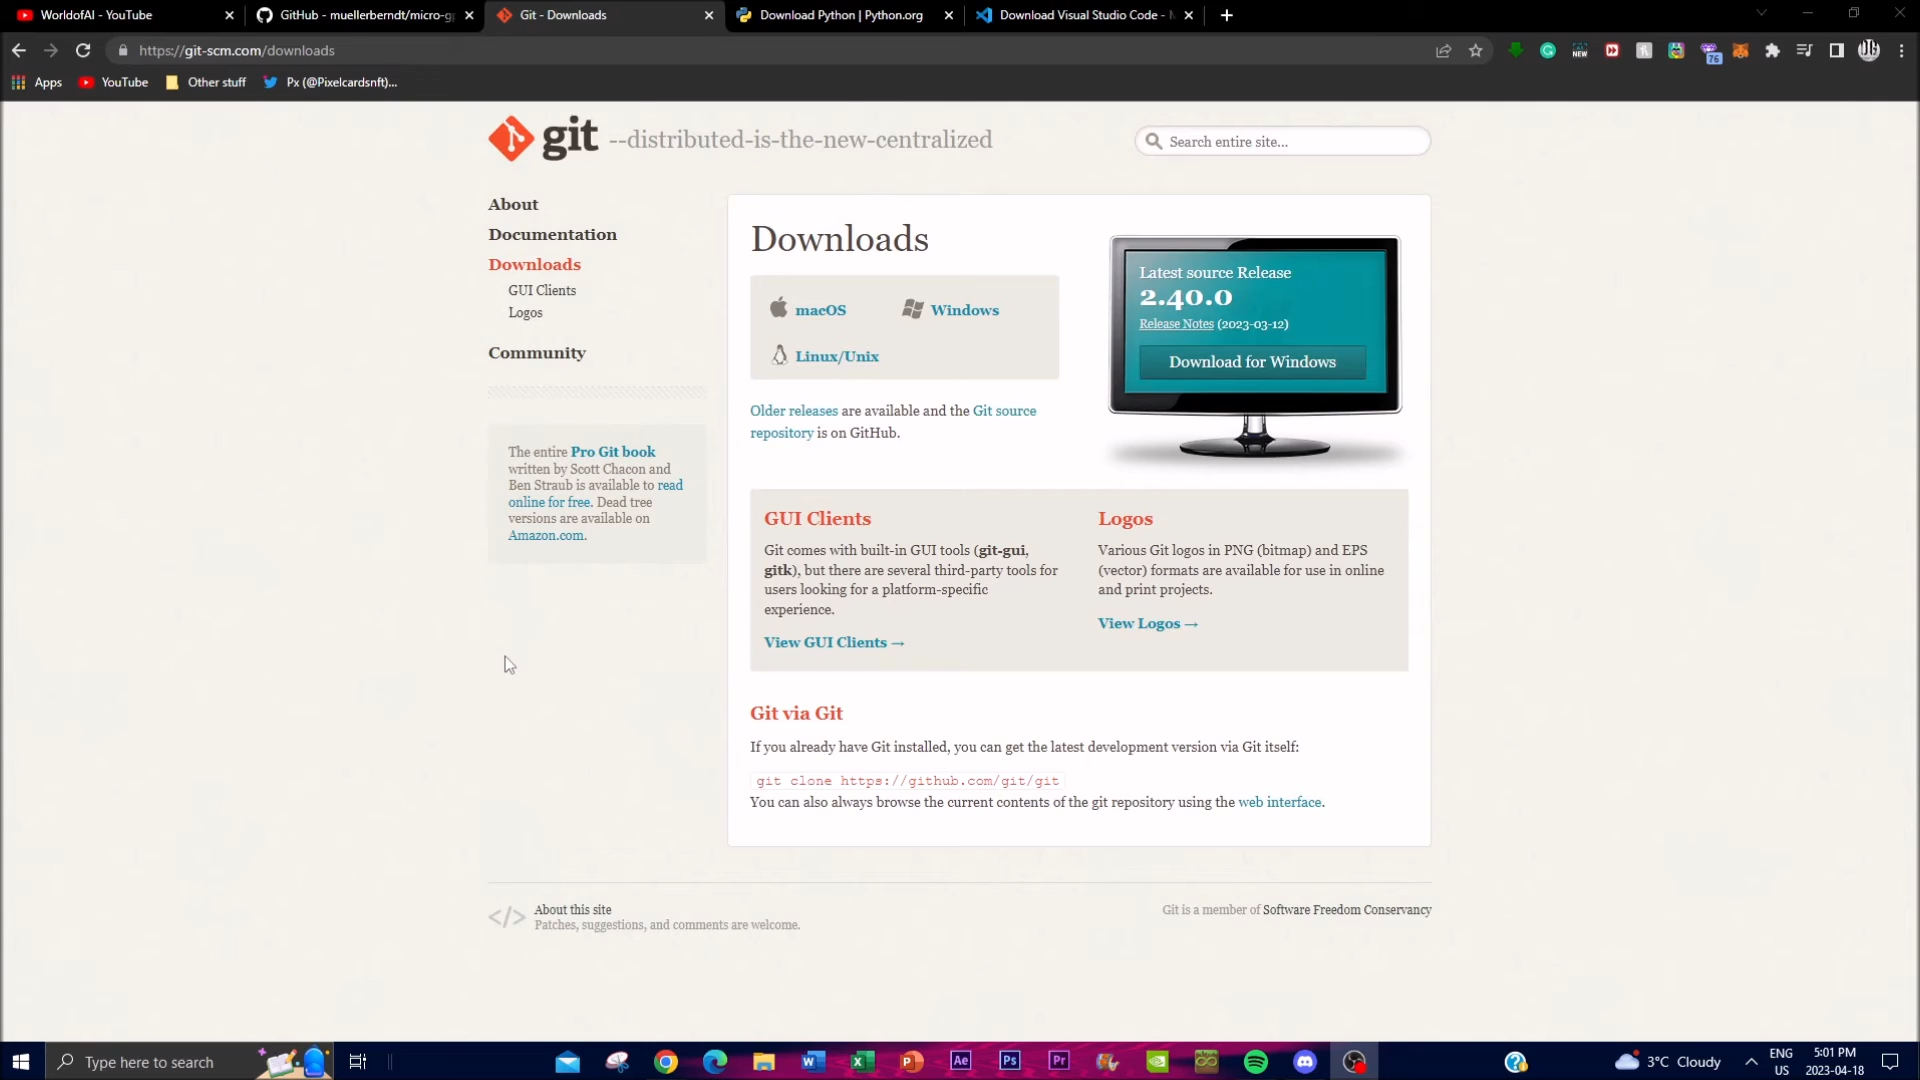 WorldofAI - YouTube
GitHub - muellerberndt/micro-g
Git - Downloads
Download Python | Python.org
Download Visual Studio Code -
https://git-scm.com/downloads
76
Apps
YouTube
Other stuff
Px (@Pixelcardsnft)...
git --distributed-is-the-new-centralized
Search entire site...
About
Documentation
Downloads
GUI Clients
Logos
Community
The entire Pro Git book
written by Scott Chacon and
Ben Straub is available to read
online for free. Dead tree
versions are available on
Amazon.com.
Downloads
macOS
Windows
Linux/Unix
Older releases are available and the Git source
repository is on GitHub.
Latest source Release
2.40.0
Release Notes (2023-03-12)
Download for Windows
GUI Clients
Git comes with built-in GUI tools (git-gui,
gitk), but there are several third-party tools for
users looking for a platform-specific
experience.
View GUI Clients →
Logos
Various Git logos in PNG (bitmap) and EPS
(vector) formats are available for use in online
and print projects.
View Logos →
Git via Git
If you already have Git installed, you can get the latest development version via Git itself:
git clone https://github.com/git/git
You can also always browse the current contents of the git repository using the web interface.
</> About this site
Patches, suggestions, and comments are welcome.
Git is a member of Software Freedom Conservancy
Type here to search
Ae
Ps
Pr
3°C Cloudy
ENG
US
5:01 PM
2023-04-18